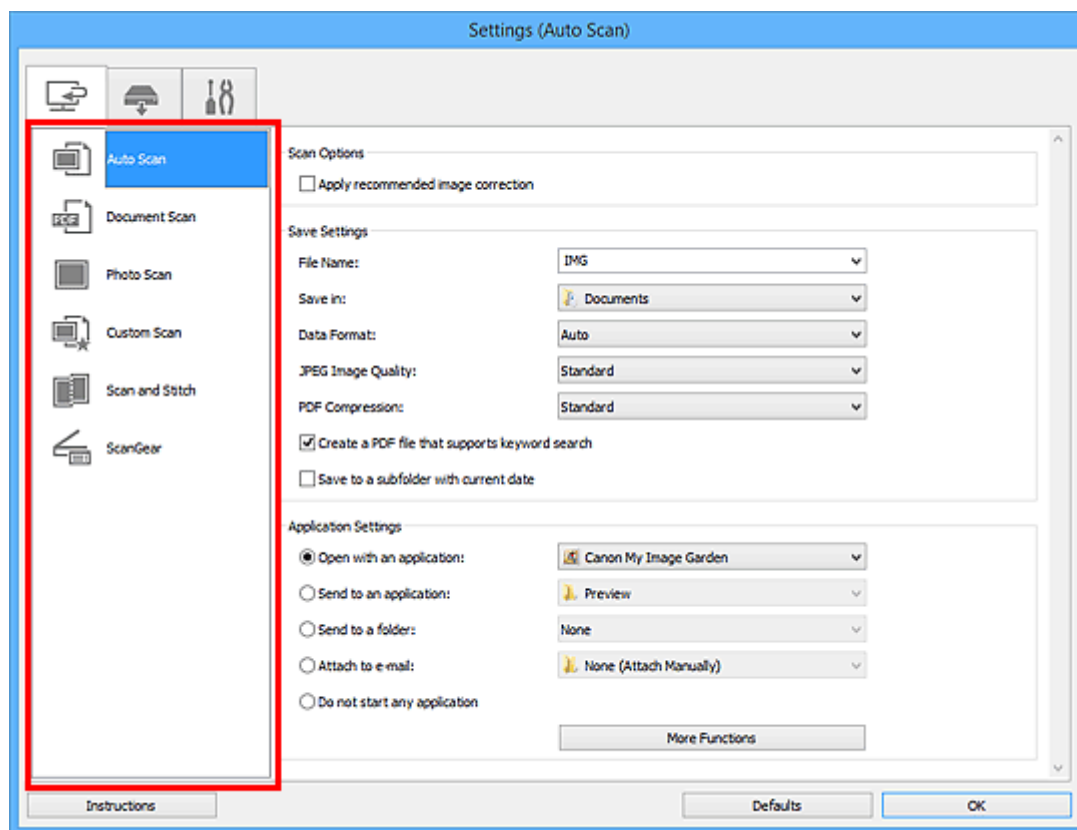 Settings (Auto Scan)
Auto Scan
Document Scan
Photo Scan
Custom Scan
Scan and Stitch
ScanGear
Scan Options
Apply recommended image correction
Save Settings
File Name: IMG
Save in: Documents
Data Format: Auto
JPEG Image Quality: Standard
PDF Compression: Standard
Create a PDF file that supports keyword search
Save to a subfolder with current date
Application Settings
Open with an application: Canon My Image Garden
Send to an application: Preview
Send to a folder: None
Attach to e-mail: None (Attach Manually)
Do not start any application
More Functions
Instructions Defaults OK